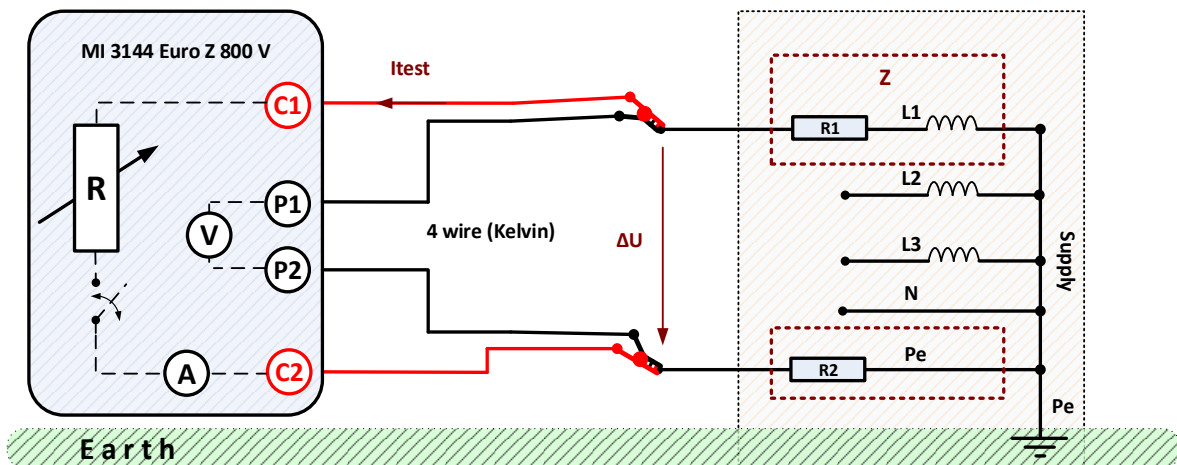 MI 3144 Euro Z 800 V
C1
Itest
Z
R1
L1
R
P1
V
P2
4 wire (Kelvin)
ΔU
L2
L3
N
Supply
A
C2
R2
Pe
Pe
Earth